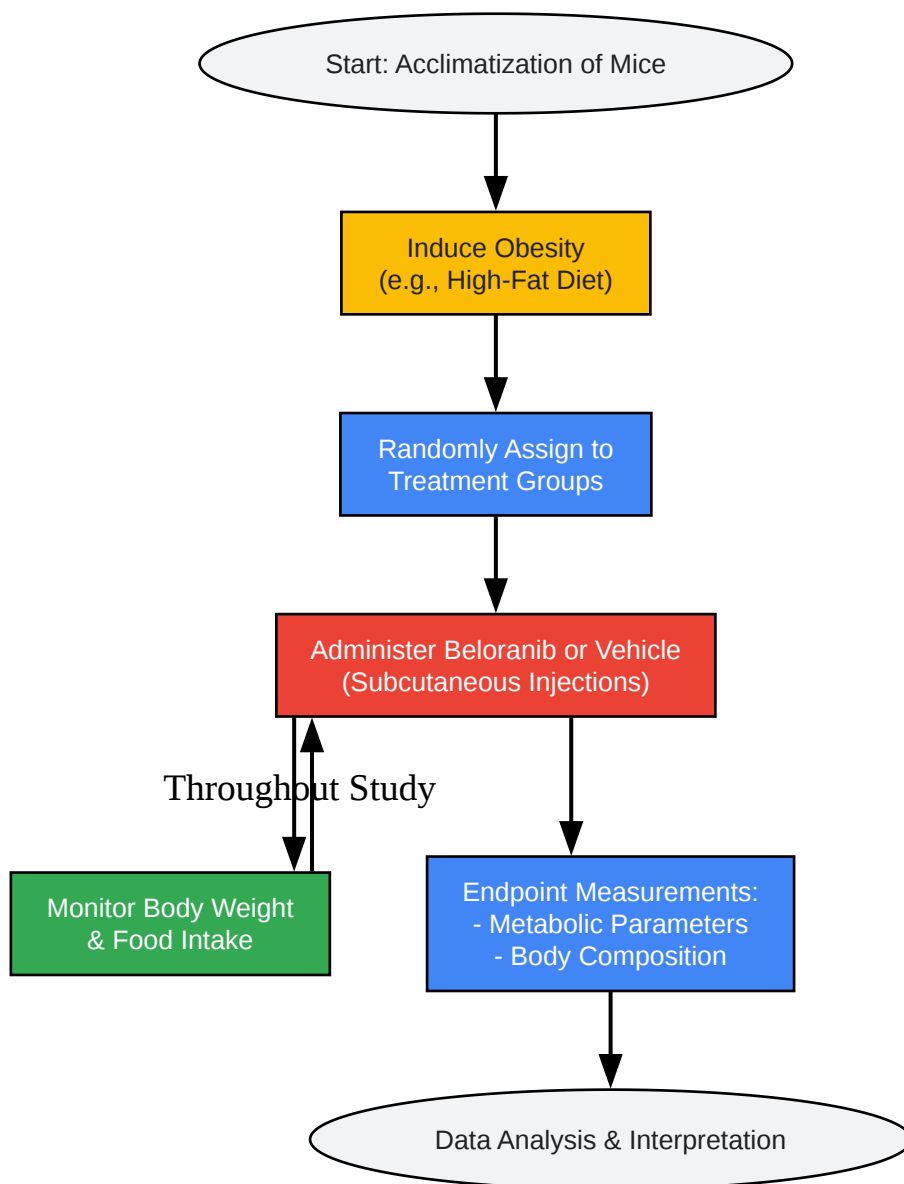 Start: Acclimatization of Mice
Induce Obesity
(e.g., High-Fat Diet)
Randomly Assign to
Treatment Groups
Administer Beloranib or Vehicle
(Subcutaneous Injections)
Throughout Study
Monitor Body Weight
& Food Intake
Endpoint Measurements:
- Metabolic Parameters
- Body Composition
Data Analysis & Interpretation